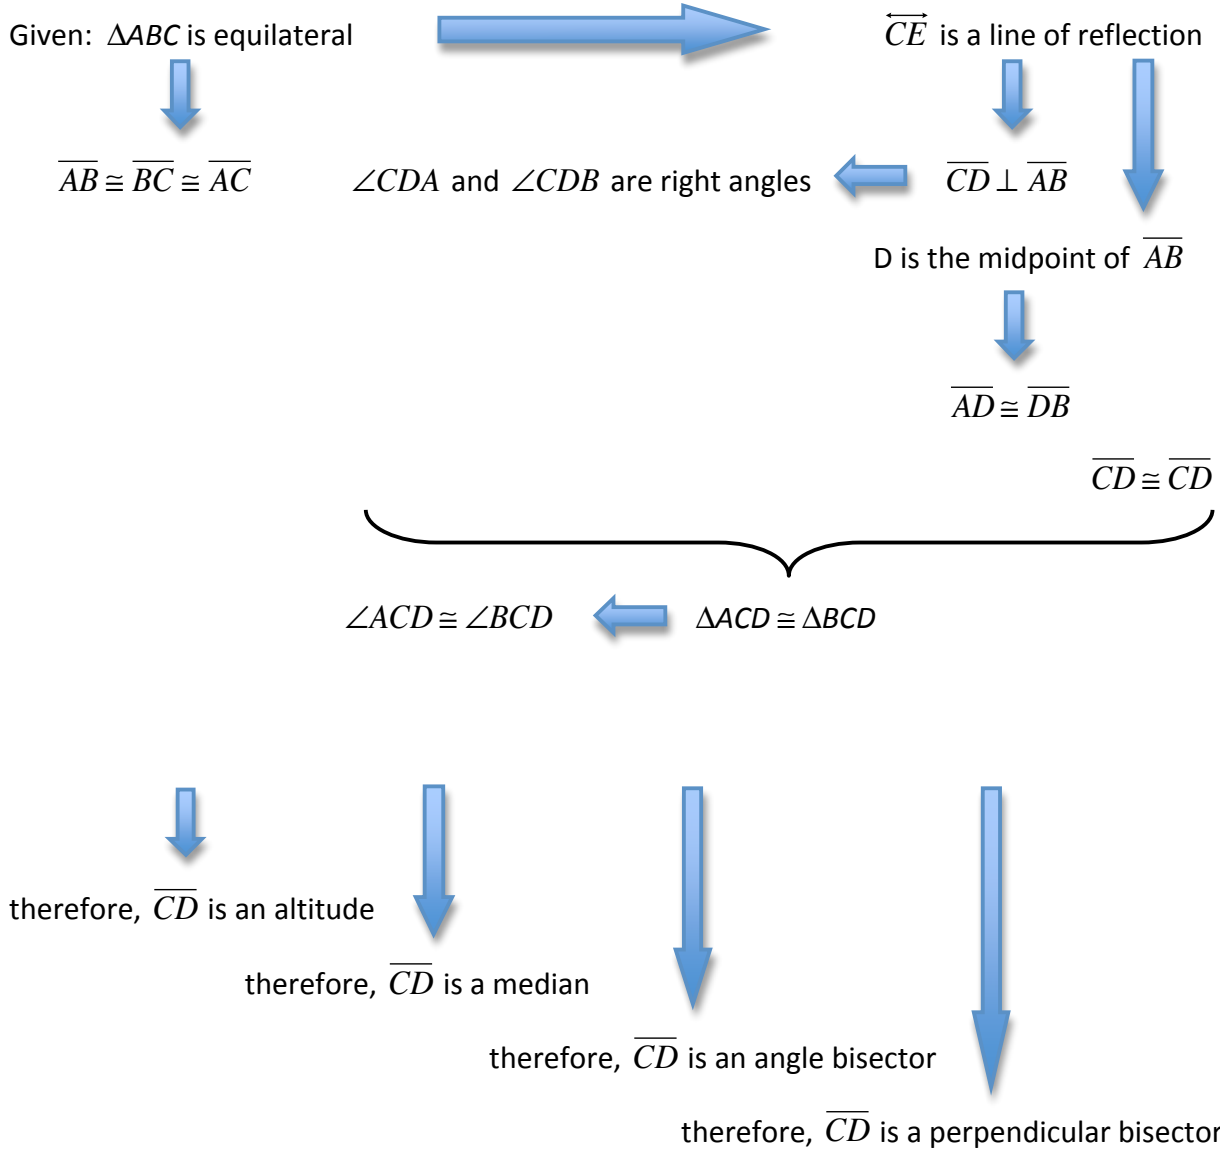 Given: ΔABC is equilateral
CE is a line of reflection
AB ≅ BC ≅ AC
∠CDA and ∠CDB are right angles
CD ⊥ AB
D is the midpoint of AB
AD ≅ DB
CD ≅ CD
∠ACD ≅ ∠BCD
ΔACD ≅ ΔBCD
therefore, CD is an altitude
therefore, CD is a median
therefore, CD is an angle bisector
therefore, CD is a perpendicular bisector